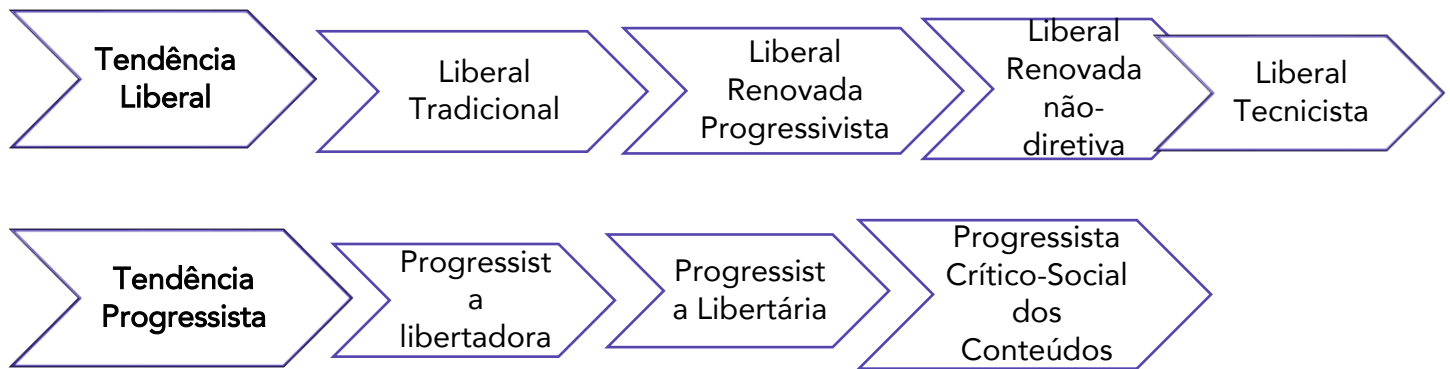 Tendência
Liberal
Liberal
Tradicional
Liberal
Renovada
Progressivista
Liberal
Renovada
não-
diretiva
Liberal
Tecnicista
Tendência
Progressista
Progressist
a
libertadora
Progressist
a Libertária
Progressista
Crítico-Social
dos
Conteúdos